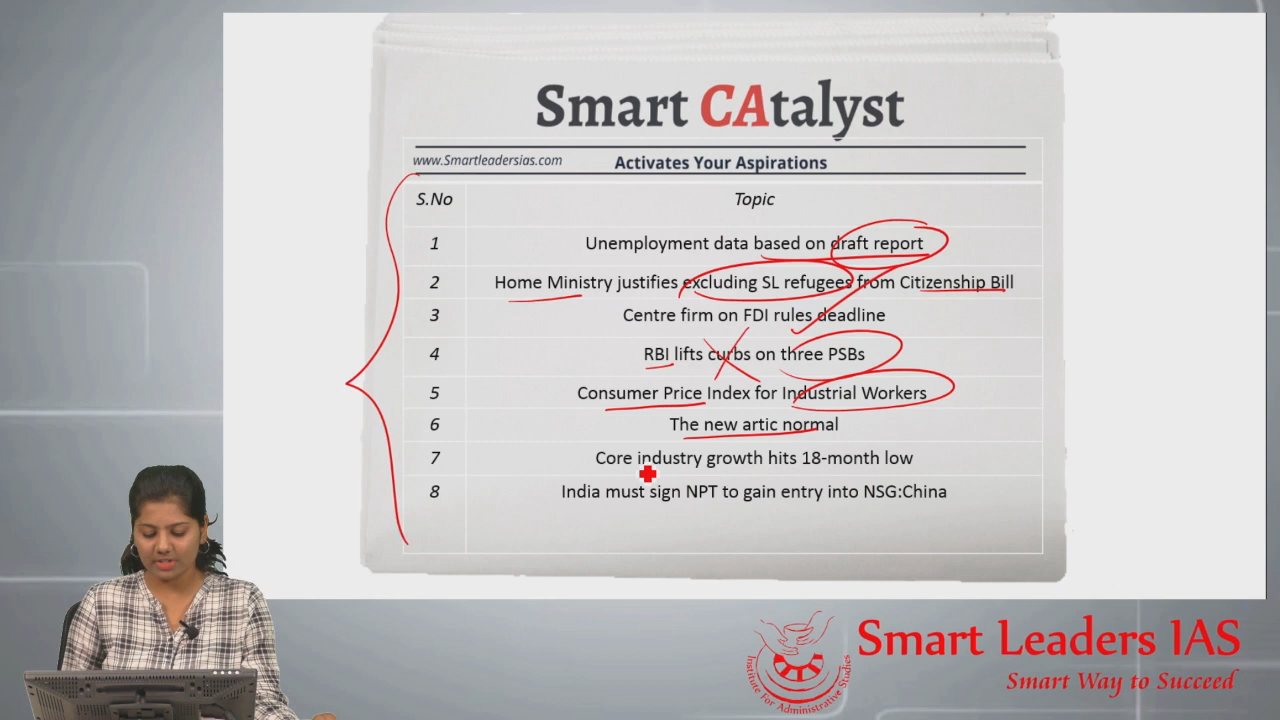 Smart CAtalyst
www.Smartleadersias.com Activates Your Aspirations
S.No Topic
1 Unemployment data based on draft report
2 Home Ministry justifies excluding SL refugees from Citizenship Bill
3 Centre firm on FDI rules deadline
4 RBI lifts curbs on three PSBs
5 Consumer Price Index for Industrial Workers
6 The new artic normal
7 Core industry growth hits 18-month low
8 India must sign NPT to gain entry into NSG:China
Smart Leaders IAS
Smart Way to Succeed
Institute For Administrative Studies